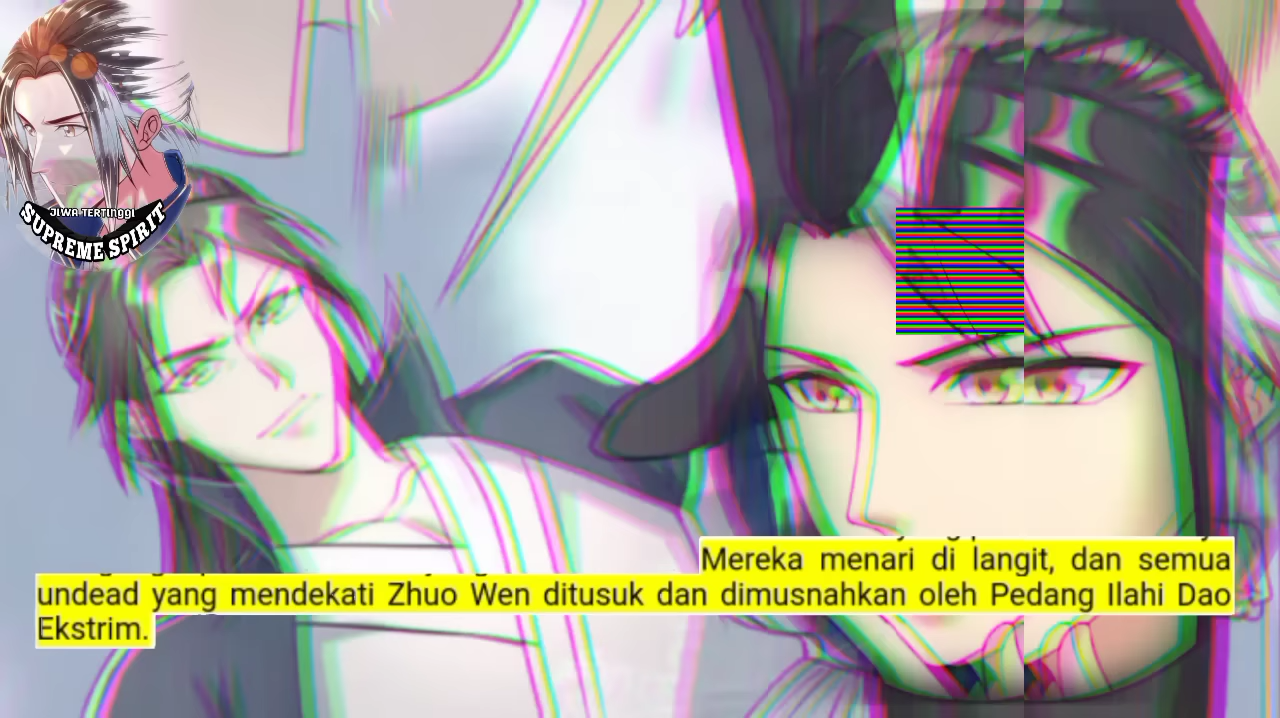 JIWA TERTINGGI
SUPREME SPIRIT
Mereka menari di langit, dan semua
undead yang mendekati Zhuo Wen ditusuk dan dimusnahkan oleh Pedang Ilahi Dao
Ekstrim.